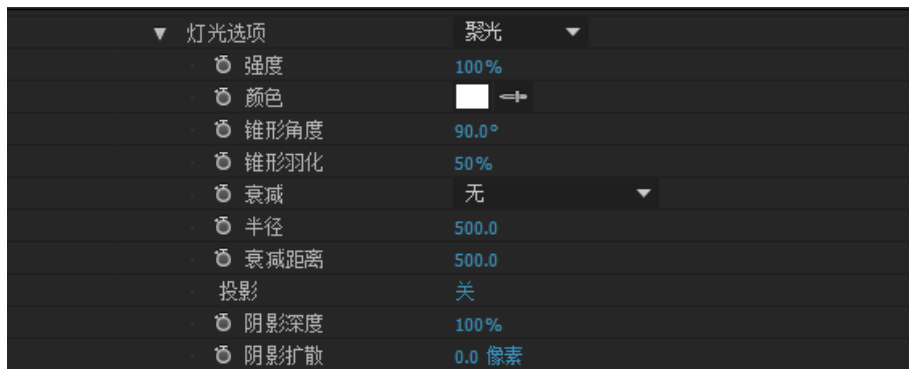 灯光选项 聚光
强度 100%
颜色
锥形角度 90.0°
锥形羽化 50%
衰减 无
半径 500.0
衰减距离 500.0
投影 关
阴影深度 100%
阴影扩散 0.0 像素